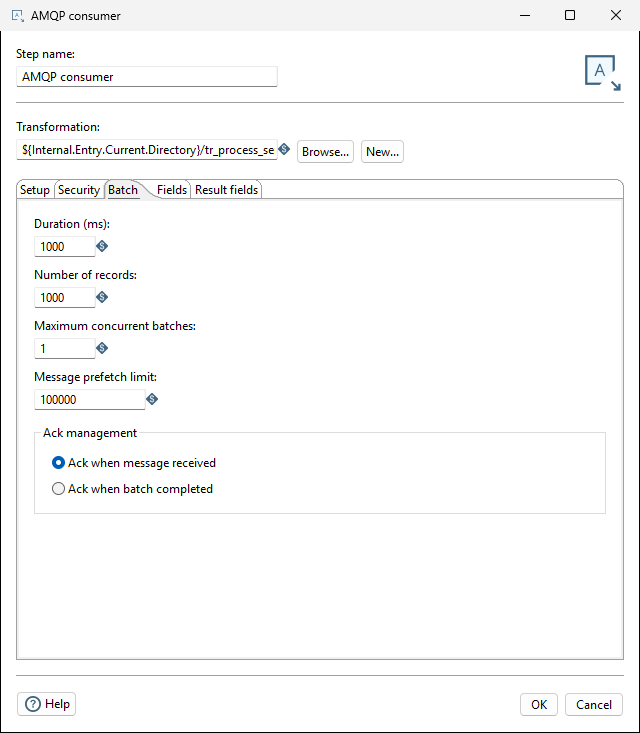 AMQP consumer
Step name:
AMQP consumer
A
Transformation:
${Internal.Entry.Current.Directory}/tr_process_se
S
Browse...
New...
Setup
Security
Batch
Fields
Result fields
Duration (ms):
1000
S
Number of records:
1000
S
Maximum concurrent batches:
1
S
Message prefetch limit:
100000
S
Ack management
Ack when message received
Ack when batch completed
? Help
OK
Cancel